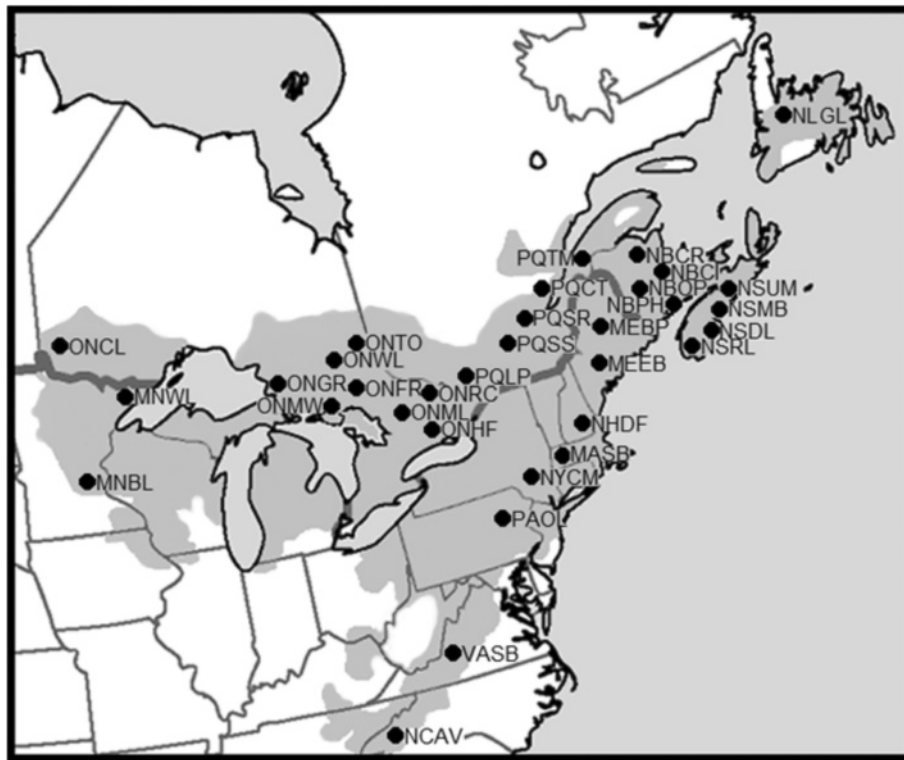 NLGL
NBCR
PQTM
NBCI
PQCT
NBQP
NSUM
NBPH
NSMB
PQSR
MEBP
NSDL
ONTO
PQSS
NSRL
ONCL
ONWL
MEEB
PQLP
ONGR
ONFR
ONRC
MNWL
ONMW
ONML
NHDF
ONHF
MASB
NYCM
MNBL
PAOL
VASB
NCAV